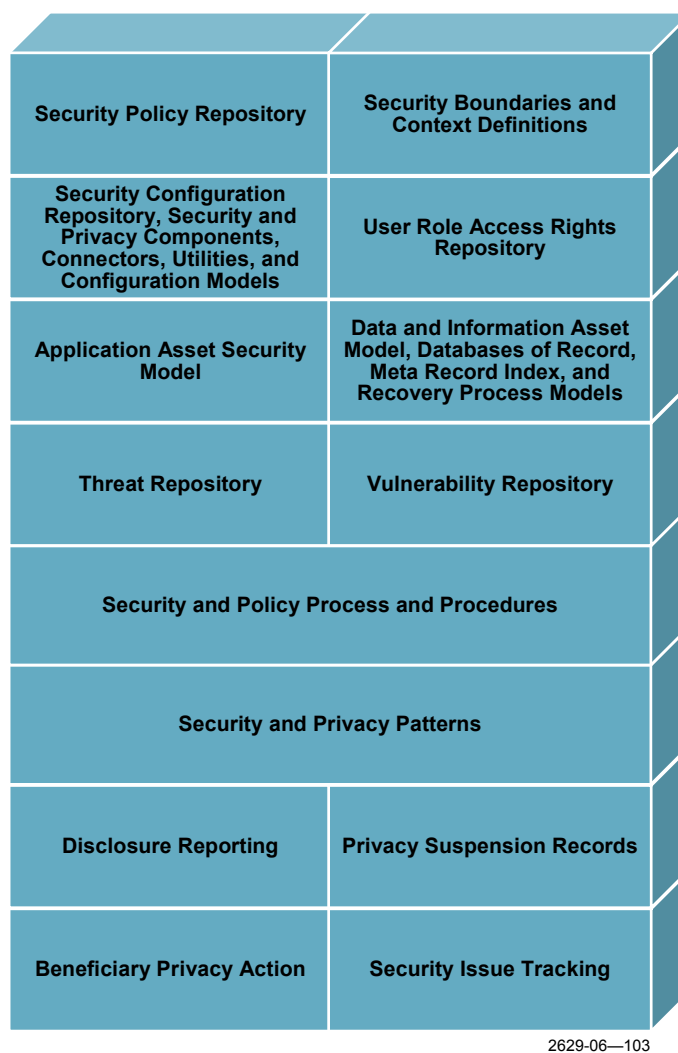 Security Policy Repository
Security Boundaries and
Context Definitions
Security Configuration
Repository, Security and
Privacy Components,
Connectors, Utilities, and
Configuration Models
User Role Access Rights
Repository
Application Asset Security
Model
Data and Information Asset
Model, Databases of Record,
Meta Record Index, and
Recovery Process Models
Threat Repository
Vulnerability Repository
Security and Policy Process and Procedures
Security and Privacy Patterns
Disclosure Reporting
Privacy Suspension Records
Beneficiary Privacy Action
Security Issue Tracking
2629-06—103